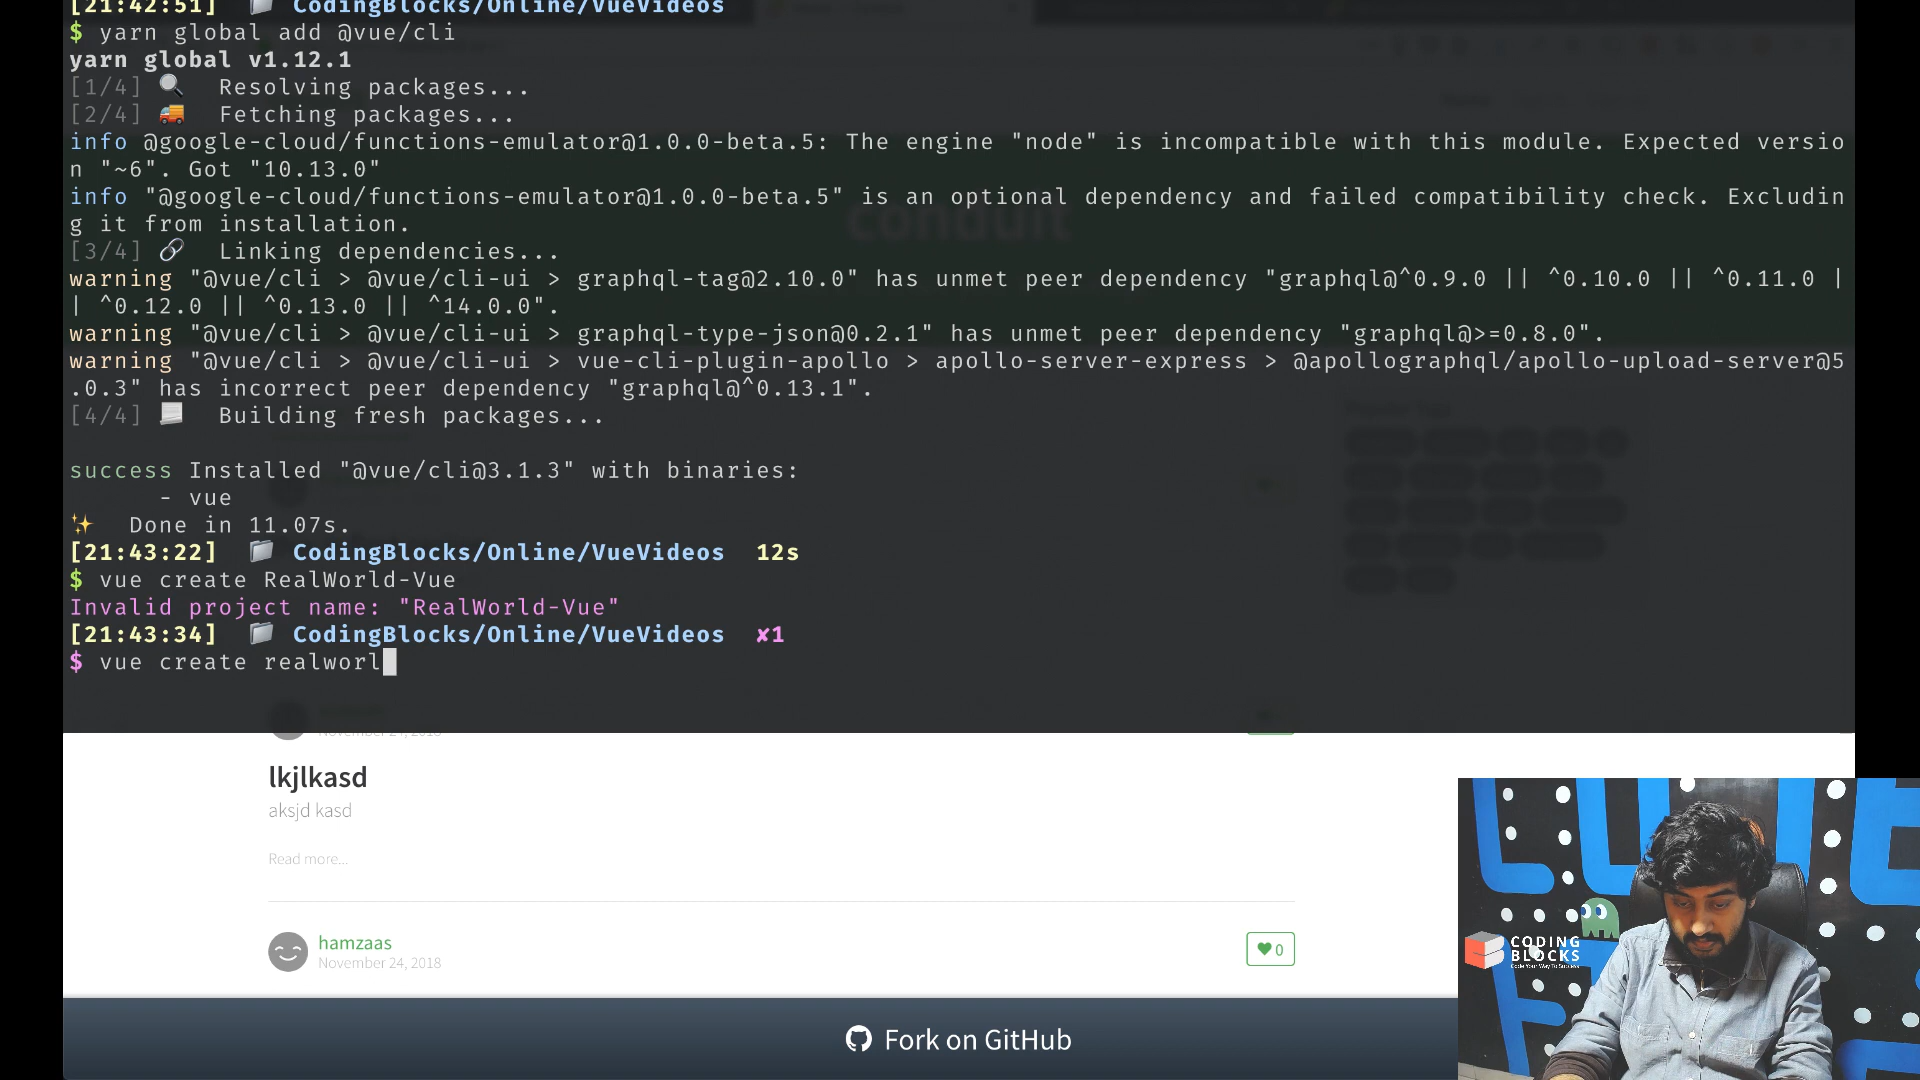 [21:42:51] CodingBlocks/Online/VueVideos
$ yarn global add @vue/cli
yarn global v1.12.1
[1/4] Resolving packages...
[2/4] Fetching packages...
info @google-cloud/functions-emulator@1.0.0-beta.5: The engine "node" is incompatible with this module. Expected versio
n "~6". Got "10.13.0"
info "@google-cloud/functions-emulator@1.0.0-beta.5" is an optional dependency and failed compatibility check. Excludin
g it from installation.
conduit
[3/4] Linking dependencies...
warning "@vue/cli > @vue/cli-ui > graphql-tag@2.10.0" has unmet peer dependency "graphql@^0.9.0 || ^0.10.0 || ^0.11.0 |
| ^0.12.0 || ^0.13.0 || ^14.0.0".
warning "@vue/cli > @vue/cli-ui > graphql-type-json@0.2.1" has unmet peer dependency "graphql@>=0.8.0".
warning "@vue/cli > @vue/cli-ui > vue-cli-plugin-apollo > apollo-server-express > @apollographql/apollo-upload-server@5
.0.3" has incorrect peer dependency "graphql@^0.13.1".
[4/4] Building fresh packages...
success Installed "@vue/cli@3.1.3" with binaries:
- vue
Done in 11.07s.
[21:43:22] CodingBlocks/Online/VueVideos 12s
$ vue create RealWorld-Vue
Invalid project name: "RealWorld-Vue"
[21:43:34] CodingBlocks/Online/VueVideos ✘1
$ vue create realworl
November 24, 2018
lkjlkasd
aksjd kasd
Read more...
hamzaas
November 24, 2018
0
Fork on GitHub
CODING
BLOCKS
Code Your Way To Success